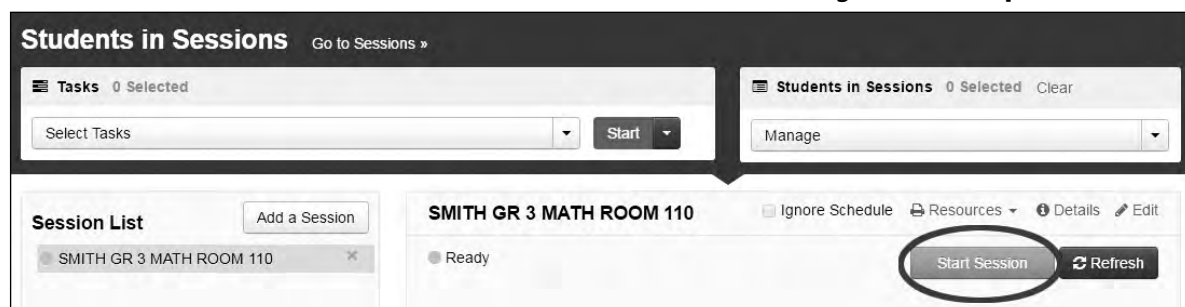 Students in Sessions Go to Sessions »
Tasks 0 Selected
Students in Sessions 0 Selected Clear
Select Tasks
Start
Manage
Session List
Add a Session
SMITH GR 3 MATH ROOM 110
Ignore Schedule
Resources
Details
Edit
SMITH GR 3 MATH ROOM 110
Ready
Start Session
Refresh